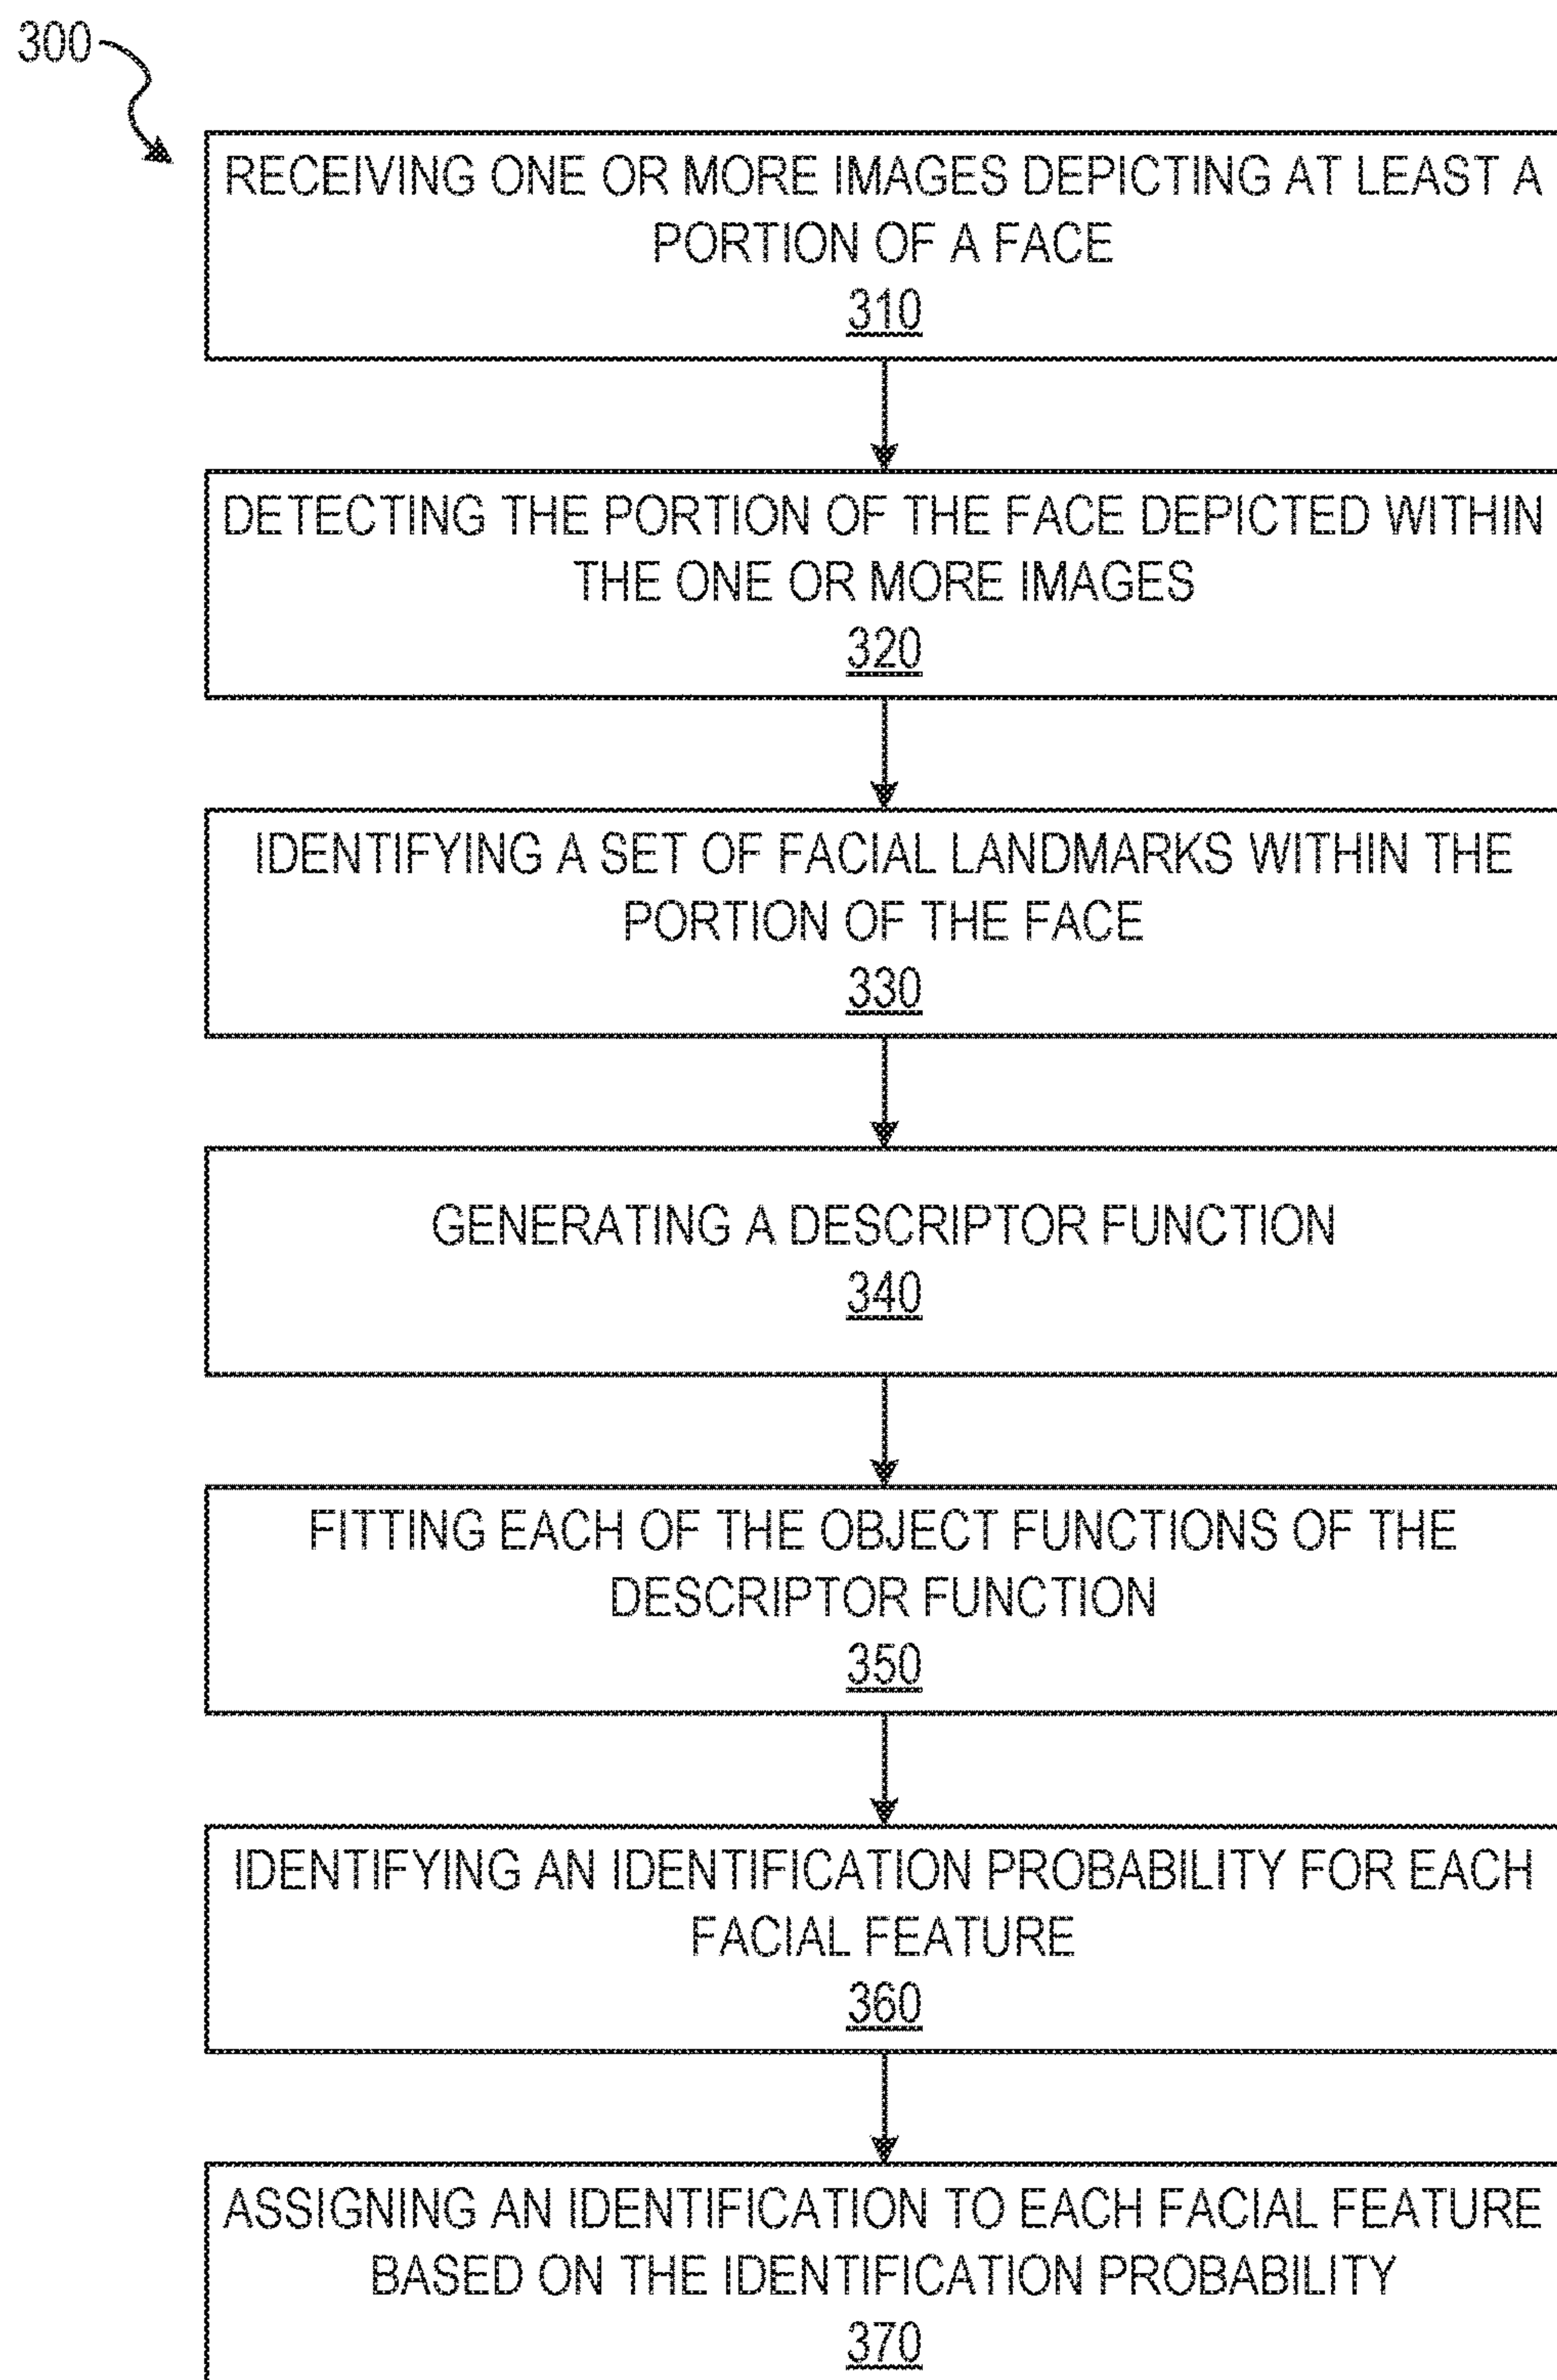 300
RECEIVING ONE OR MORE IMAGES DEPICTING AT LEAST A
PORTION OF A FACE
310
DETECTING THE PORTION OF THE FACE DEPICTED WITHIN
THE ONE OR MORE IMAGES
320
IDENTIFYING A SET OF FACIAL LANDMARKS WITHIN THE
PORTION OF THE FACE
330
GENERATING A DESCRIPTOR FUNCTION
340
FITTING EACH OF THE OBJECT FUNCTIONS OF THE
DESCRIPTOR FUNCTION
350
IDENTIFYING AN IDENTIFICATION PROBABILITY FOR EACH
FACIAL FEATURE
360
ASSIGNING AN IDENTIFICATION TO EACH FACIAL FEATURE
BASED ON THE IDENTIFICATION PROBABILITY
370